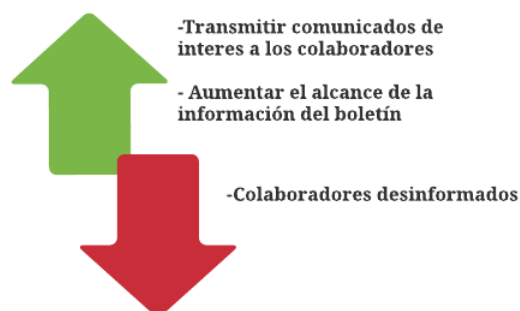 -Transmitir comunicados de
interes a los colaboradores
- Aumentar el alcance de la
información del boletín
-Colaboradores desinformados